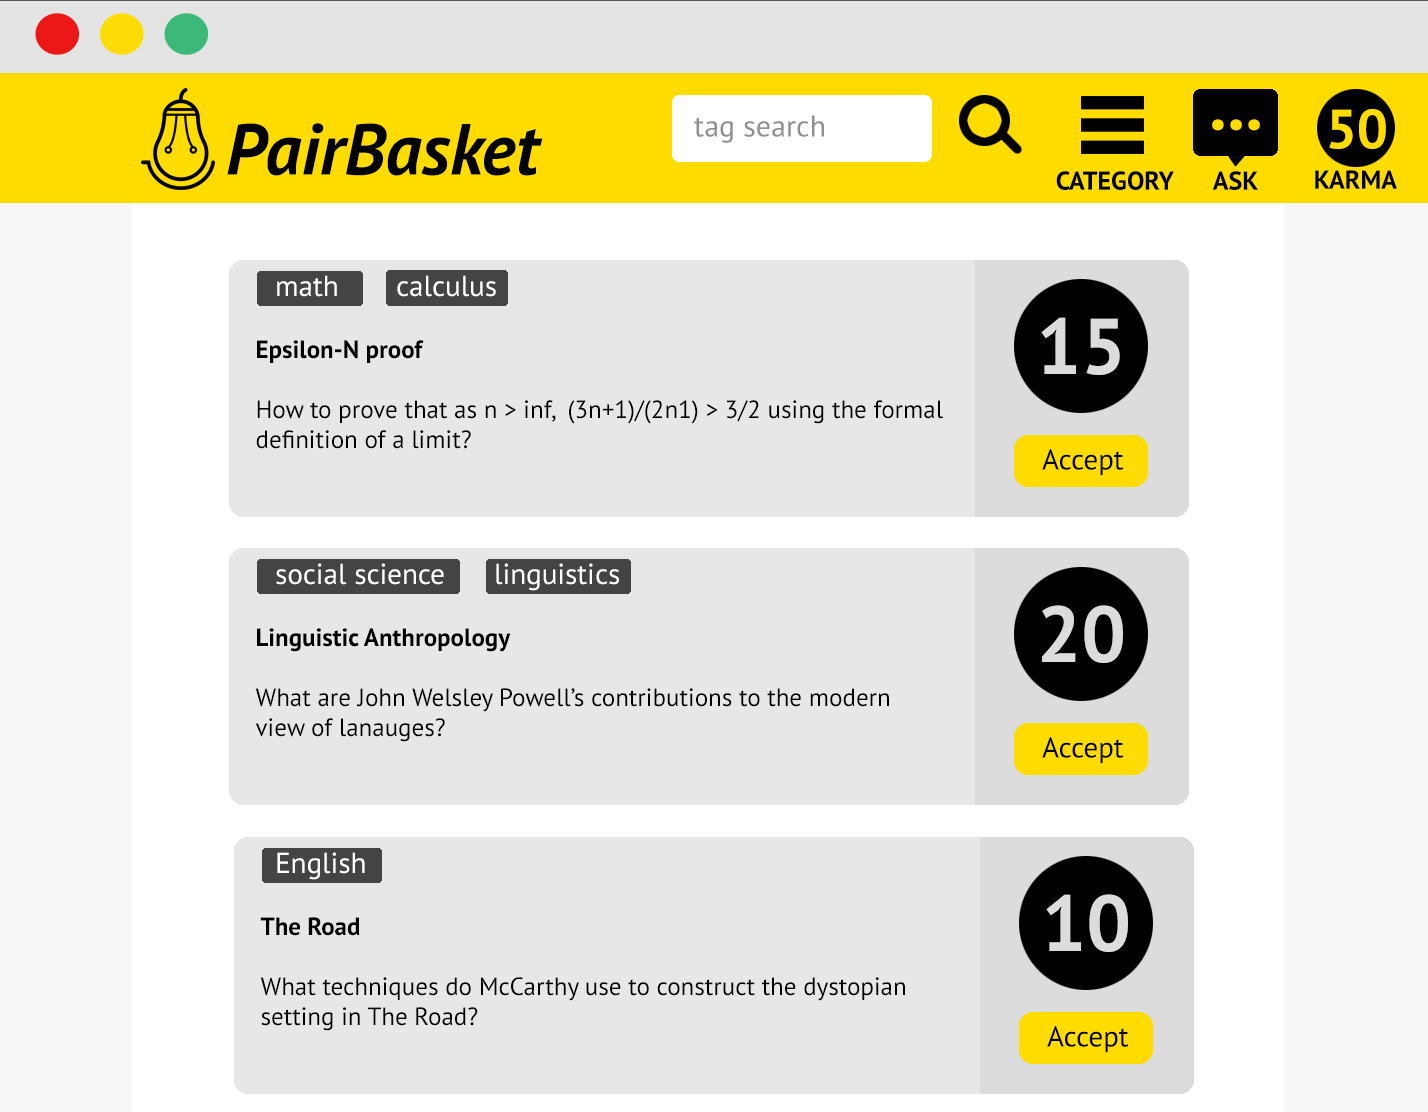 PairBasket
tag search
CATEGORY
ASK
50
KARMA
math calculus
Epsilon-N proof
How to prove that as n > inf, (3n+1)/(2n1) > 3/2 using the formal
definition of a limit?
15
Accept
social science linguistics
Linguistic Anthropology
What are John Welsley Powell’s contributions to the modern
view of lanauges?
20
Accept
English
The Road
What techniques do McCarthy use to construct the dystopian
setting in The Road?
10
Accept